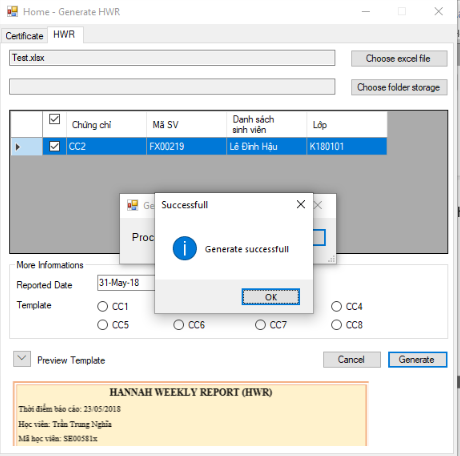 Home - Generate HWR
Certificate HWR
Test.xlsx Choose excel file
Choose folder storage
Chứng chỉ Mã SV Danh sách sinh viên Lớp
CC2 FX00219 Lê Đình Hậu K180101
Successfull
Generate successfull
OK
More Informations
Reported Date 31-May-18
Template CC1 CC4
CC5 CC6 CC7 CC8
Preview Template Cancel Generate
HANNAH WEEKLY REPORT (HWR)
Thời điểm báo cáo: 23/05/2018
Học viên: Trần Trung Nghĩa
Mã học viên: SE00581x